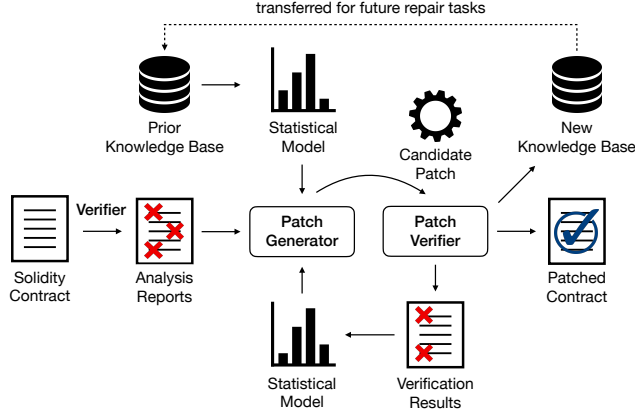 transferred for future repair tasks
Prior
Knowledge Base
Statistical
Model
Candidate
Patch
New
Knowledge Base
Verifier
Solidity
Contract
Analysis
Reports
Patch
Generator
Patch
Verifier
Patched
Contract
Statistical
Model
Verification
Results